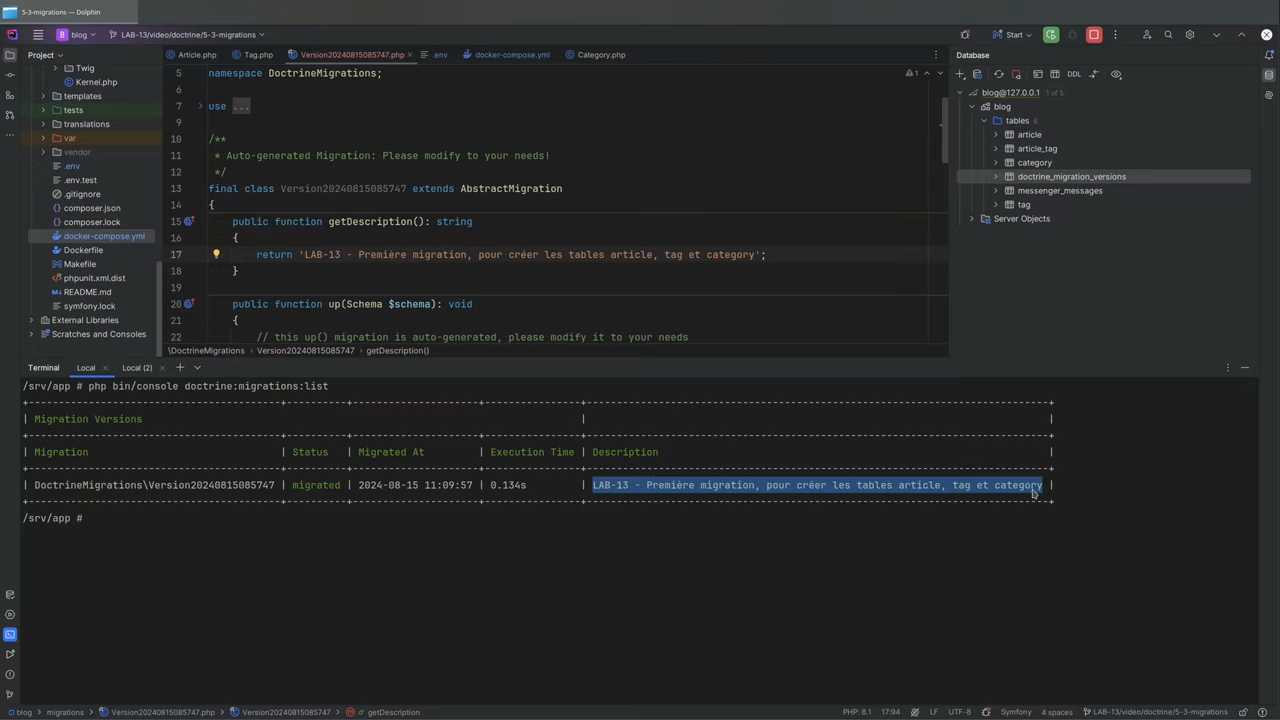 5-3-migrations — Dolphin
B blog LAB-13/video/doctrine/5-3-migrations Start
Project
Article.php Tag.php Version20240815085747.php .env docker-compose.yml Category.php
Database
Twig
Kernel.php
templates
tests
translations
var
vendor
.env
.env.test
.gitignore
composer.json
composer.lock
docker-compose.yml
Dockerfile
Makefile
phpunit.xml.dist
README.md
symfony.lock
External Libraries
Scratches and Consoles
5 namespace DoctrineMigrations;
6
7 use ...
9
10 /**
11 * Auto-generated Migration: Please modify to your needs!
12 */
13 final class Version20240815085747 extends AbstractMigration
14 {
15 public function getDescription(): string
16 {
17 return 'LAB-13 - Première migration, pour créer les tables article, tag et category';
18 }
19
20 public function up(Schema $schema): void
21 {
22 // this up() migration is auto-generated, please modify it to your needs
1
\DoctrineMigrations Version20240815085747 getDescription()
DDL
blog@127.0.0.1 1 of 5
blog
tables 6
article
article_tag
category
doctrine_migration_versions
messenger_messages
tag
Server Objects
Terminal Local Local (2)
/srv/app # php bin/console doctrine:migrations:list
| Migration Versions | |
| Migration | Status | Migrated At | Execution Time | Description |
| DoctrineMigrations\Version20240815085747 | migrated | 2024-08-15 11:09:57 | 0.134s | LAB-13 - Première migration, pour créer les tables article, tag et category |
/srv/app #
blog migrations Version20240815085747.php Version20240815085747 getDescription PHP: 8.1 17:94 LF UTF-8 Symfony 4 spaces LAB-13/video/doctrine/5-3-migrations